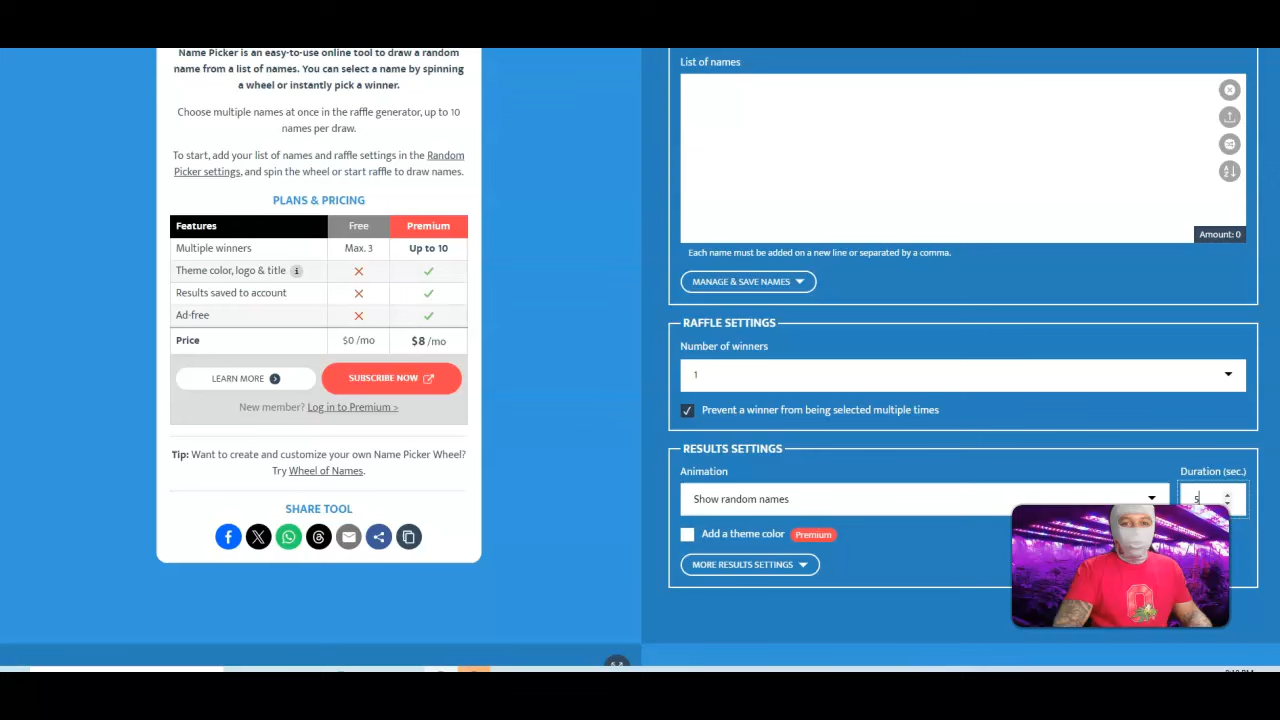 Name Picker is an easy-to-use online tool to draw a random
name from a list of names. You can select a name by spinning
a wheel or instantly pick a winner.
Choose multiple names at once in the raffle generator, up to 10
names per draw.
To start, add your list of names and raffle settings in the Random
Picker settings, and spin the wheel or start raffle to draw names.
PLANS & PRICING
Features Free Premium
Multiple winners Max. 3 Up to 10
Theme color, logo & title
Results saved to account
Ad-free
Price $0 /mo $8 /mo
LEARN MORE SUBSCRIBE NOW
New member? Log in to Premium >
Tip: Want to create and customize your own Name Picker Wheel?
Try Wheel of Names.
SHARE TOOL
List of names
Amount: 0
Each name must be added on a new line or separated by a comma.
MANAGE & SAVE NAMES
RAFFLE SETTINGS
Number of winners
1
Prevent a winner from being selected multiple times
RESULTS SETTINGS
Animation Duration (sec.)
Show random names 5
Add a theme color Premium
MORE RESULTS SETTINGS